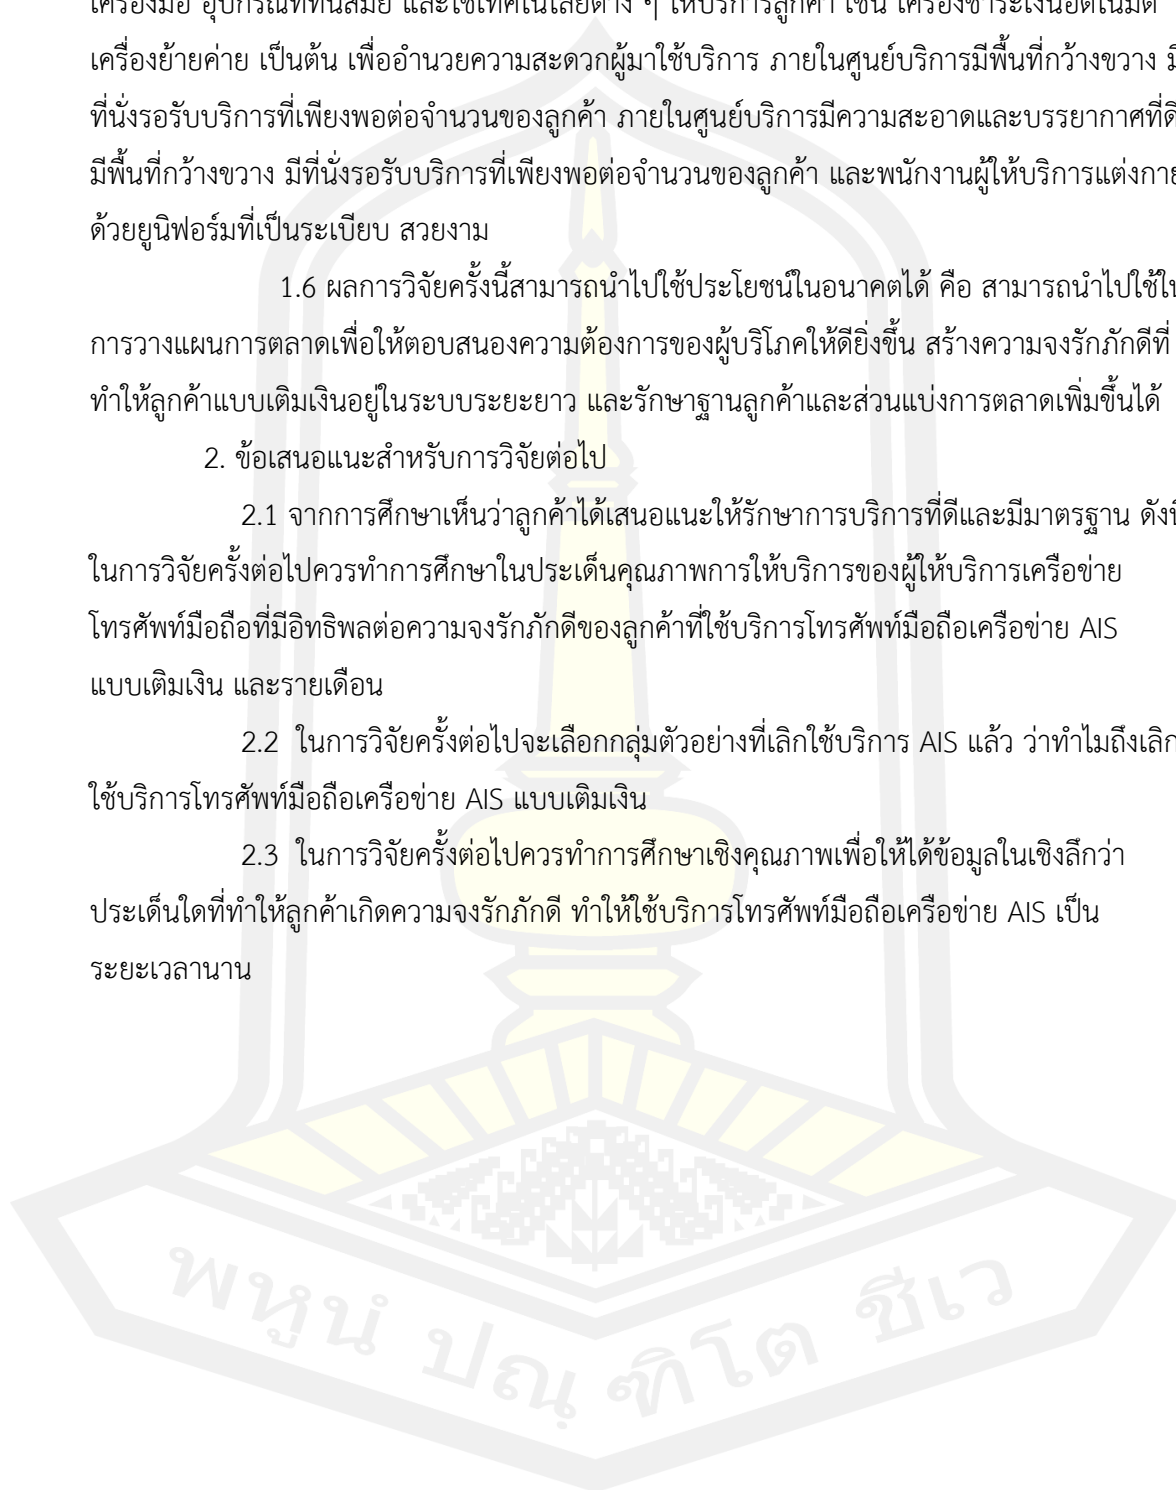 เครื่องมือ อุปกรณ์ที่ทันสมัย และใช้เทคโนโลยีต่าง ๆ ให้บริการลูกค้า เช่น เครื่องชำระเงินอัตโนมัติ
เครื่องย้ายค่าย เป็นต้น เพื่ออำนวยความสะดวกผู้มาใช้บริการ ภายในศูนย์บริการมีพื้นที่กว้างขวาง มี
ที่นั่งรอรับบริการที่เพียงพอต่อจำนวนของลูกค้า ภายในศูนย์บริการมีความสะอาดและบรรยากาศที่ดี
มีพื้นที่กว้างขวาง มีที่นั่งรอรับบริการที่เพียงพอต่อจำนวนของลูกค้า และพนักงานผู้ให้บริการแต่งกาย
ด้วยยูนิฟอร์มที่เป็นระเบียบ สวยงาม
1.6 ผลการวิจัยครั้งนี้สามารถนำไปใช้ประโยชน์ในอนาคตได้ คือ สามารถนำไปใช้ใน
การวางแผนการตลาดเพื่อให้ตอบสนองความต้องการของผู้บริโภคให้ดียิ่งขึ้น สร้างความจงรักภักดีที่
ทำให้ลูกค้าแบบเติมเงินอยู่ในระบบระยะยาว และรักษาฐานลูกค้าและส่วนแบ่งการตลาดเพิ่มขึ้นได้
2. ข้อเสนอแนะสำหรับการวิจัยต่อไป
2.1 จากการศึกษาเห็นว่าลูกค้าได้เสนอแนะให้รักษาการบริการที่ดีและมีมาตรฐาน
ในการวิจัยครั้งต่อไปควรทำการศึกษาในประเด็นคุณภาพการให้บริการของผู้ให้บริการเครือข่าย
โทรศัพท์มือถือที่มีอิทธิพลต่อความจงรักภักดีของลูกค้าที่ใช้บริการโทรศัพท์มือถือเครือข่าย AIS
แบบเติมเงิน และรายเดือน
2.2 ในการวิจัยครั้งต่อไปจะเลือกกลุ่มตัวอย่างที่เลิกใช้บริการ AIS แล้ว ว่าทำไมถึงเลิก
ใช้บริการโทรศัพท์มือถือเครือข่าย AIS แบบเติมเงิน
2.3 ในการวิจัยครั้งต่อไปควรทำการศึกษาเชิงคุณภาพเพื่อให้ได้ข้อมูลในเชิงลึกว่า
ประเด็นใดที่ทำให้ลูกค้าเกิดความจงรักภักดี ทำให้ใช้บริการโทรศัพท์มือถือเครือข่าย AIS เป็น
ระยะเวลานาน
พหูนํ ปณฺฑิโต ชีเว